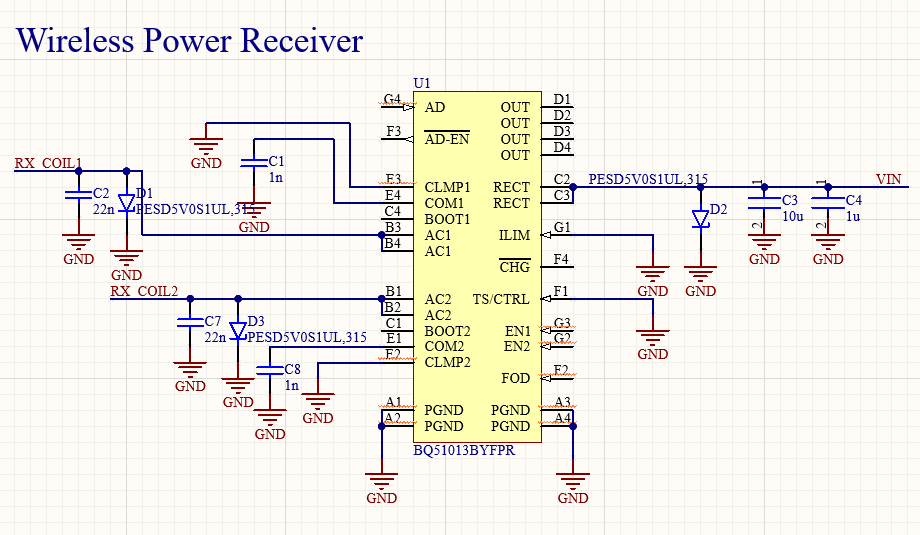 Wireless Power Receiver
U1
G4 AD OUT D1
OUT D2
F3 AD-EN OUT D3
OUT D4
GND
C1
1n
RX_COIL1
E3 CLMP1 RECT C2 PESD5V0S1UL,315 VIN
E4 COM1 RECT C3
C2
22n
D1
PESD5V0S1UL,315
GND
C4 BOOT1
B3 AC1 ILIM G1
B4 AC1
D2
1
C3
10u
2
1
C4
1u
2
GND
GND
CHG F4
GND
GND
GND
GND
RX_COIL2
B1 AC2 TS/CTRL F1
B2 AC2
C7
22n
D3
PESD5V0S1UL,315
C1 BOOT2 EN1 G3
E1 COM2 EN2 G2
F2 CLMP2
GND
C8
1n
FOD F2
GND
GND
GND
GND
A1 PGND PGND A3
A2 PGND PGND A4
BQ51013BYFPR
GND
GND